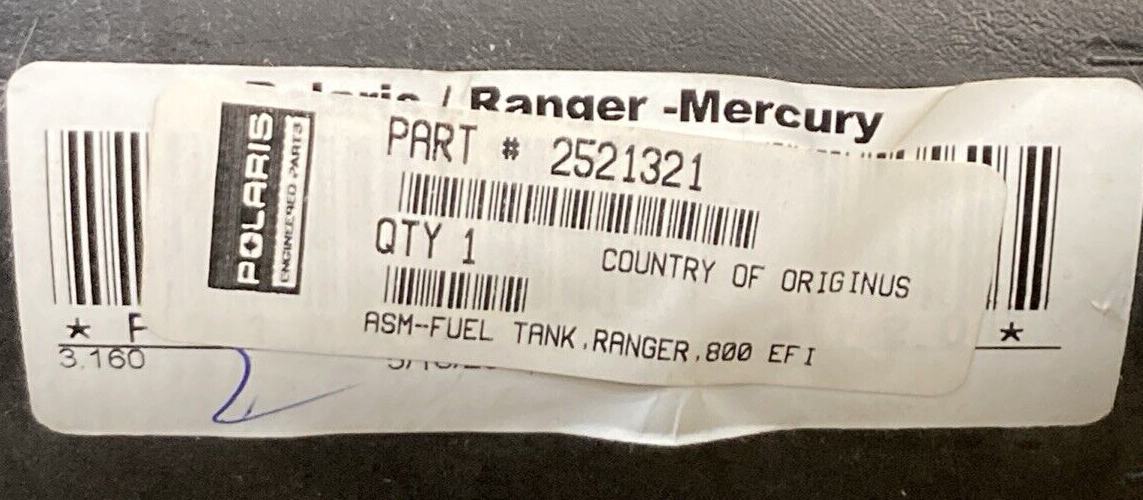 / Ranger -Mercury
POLARIS
ENGINEERED PARTS
PART # 2521321
QTY 1
COUNTRY OF ORIGINUS
ASM-FUEL TANK,RANGER,800 EFI
* F
*
3.160